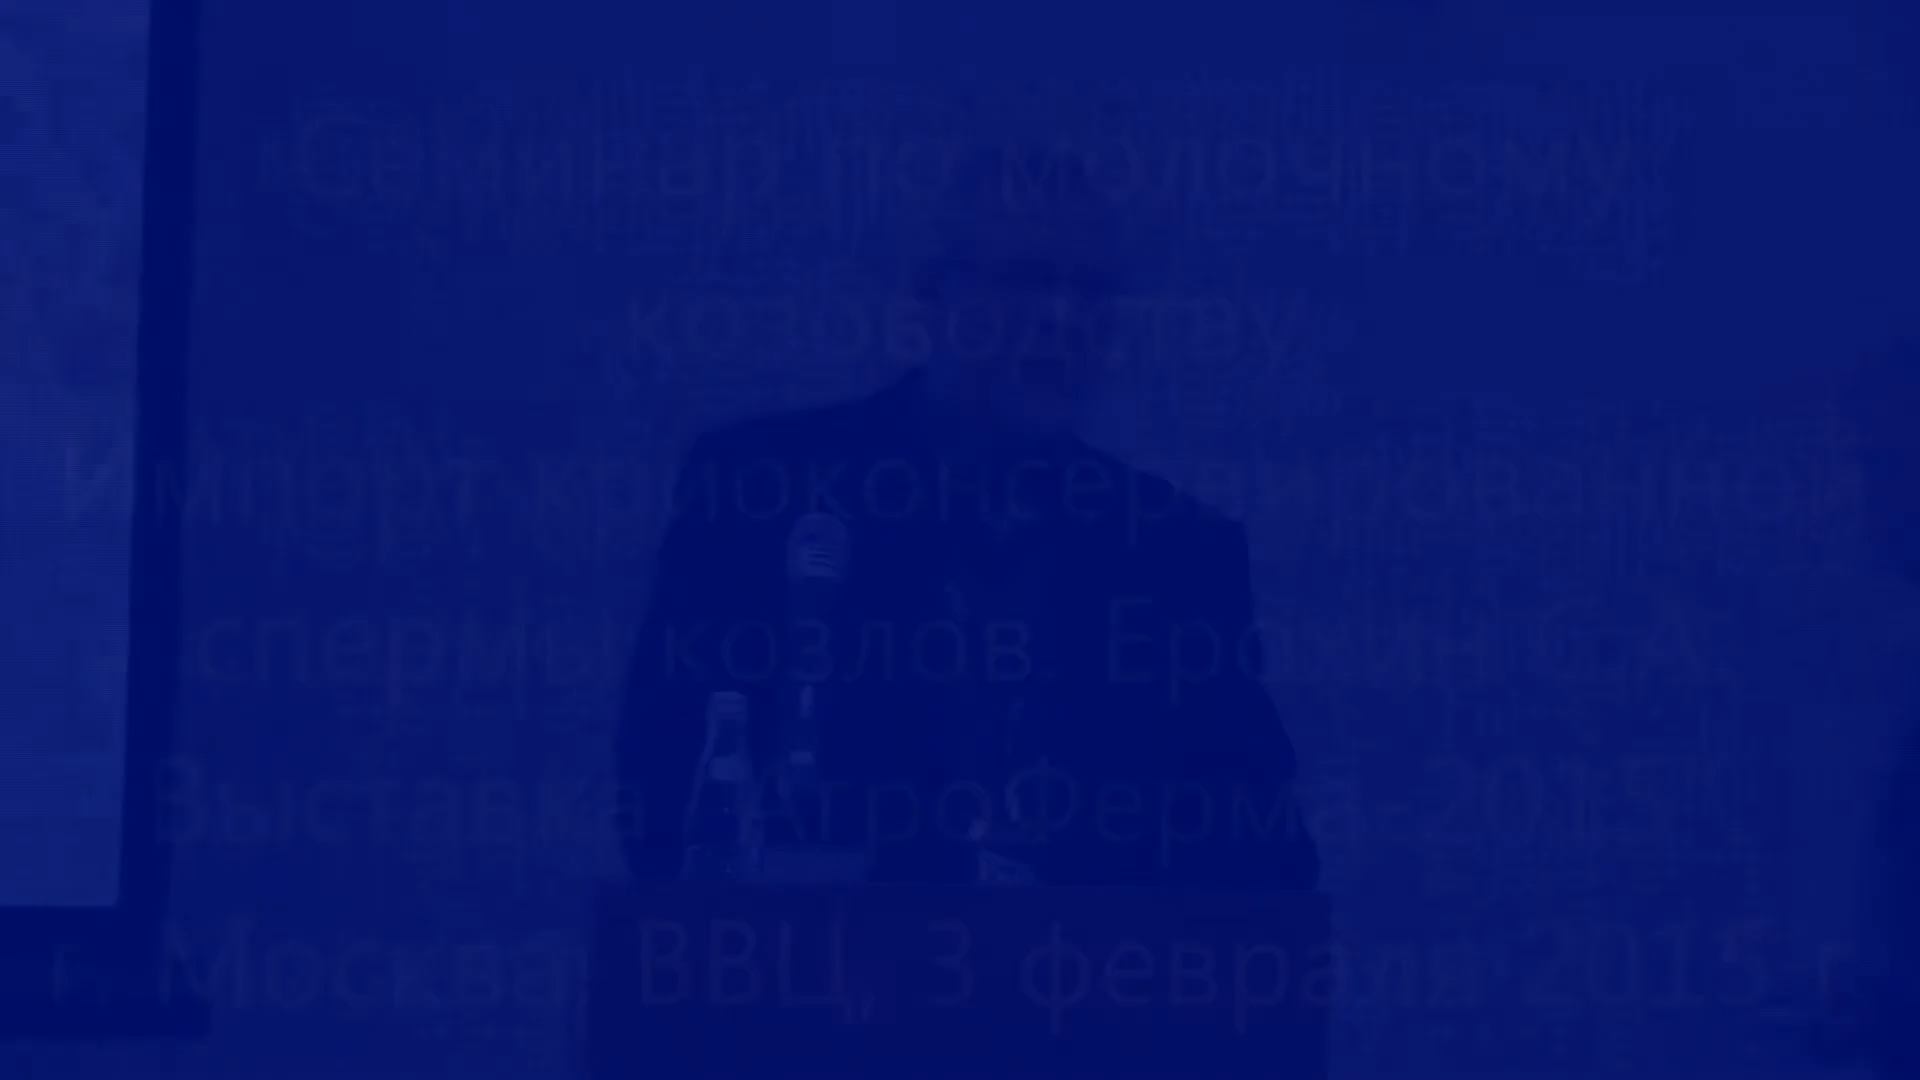 Семинар по молочному
козоводству.
Импорт криоконсервированной
спермы козлов. Ерохин С.А.
Выставка "АгроФерма-2015"
г. Москва, ВВЦ, 3 февраля 2015 г.